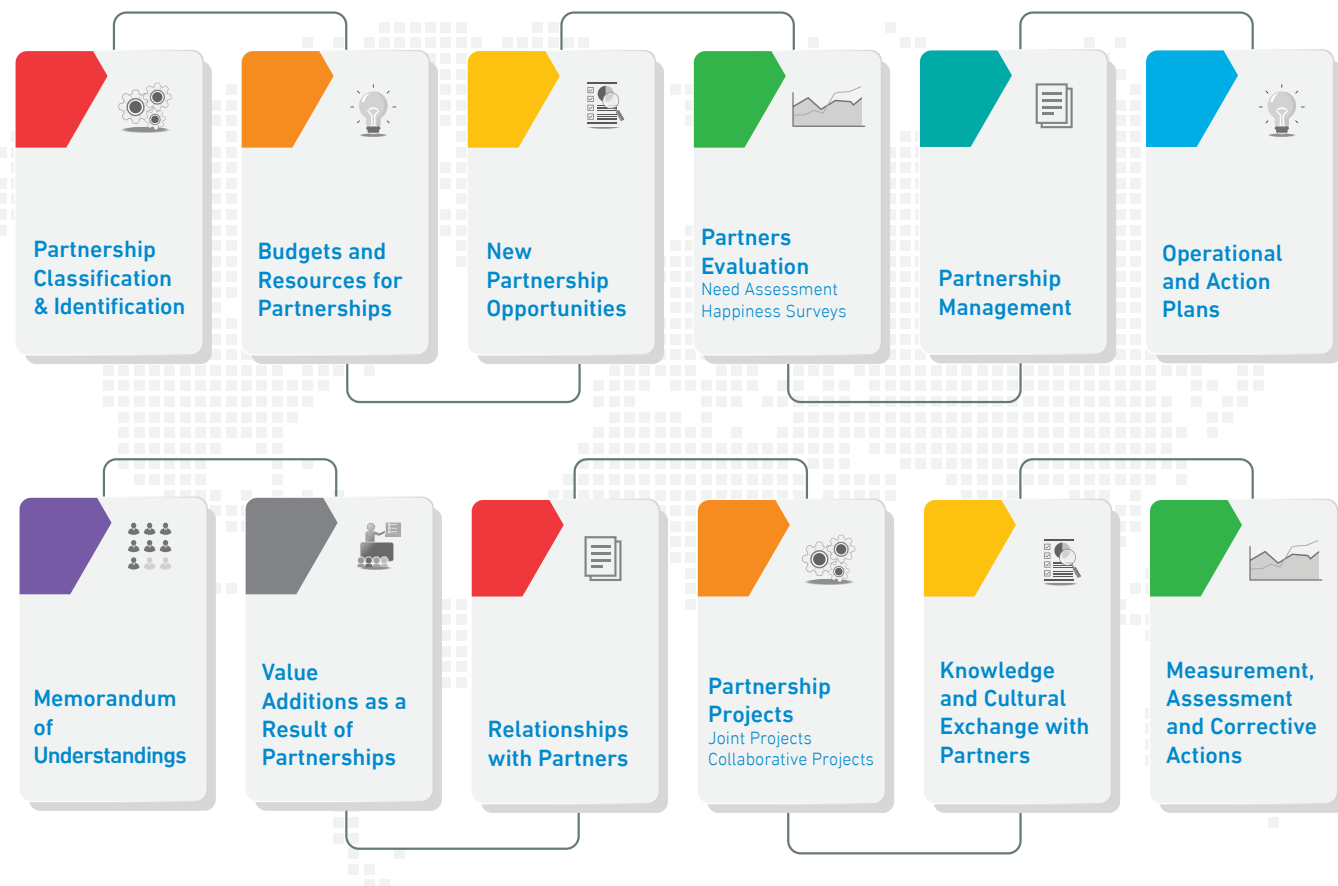 Partnership
Classification
& Identification
Budgets and
Resources for
Partnerships
New
Partnership
Opportunities
Partners
Evaluation
Need Assessment
Happiness Surveys
Partnership
Management
Operational
and Action
Plans
Memorandum
of
Understandings
Value
Additions as a
Result of
Partnerships
Relationships
with Partners
Partnership
Projects
Joint Projects
Collaborative Projects
Knowledge
and Cultural
Exchange with
Partners
Measurement,
Assessment
and Corrective
Actions